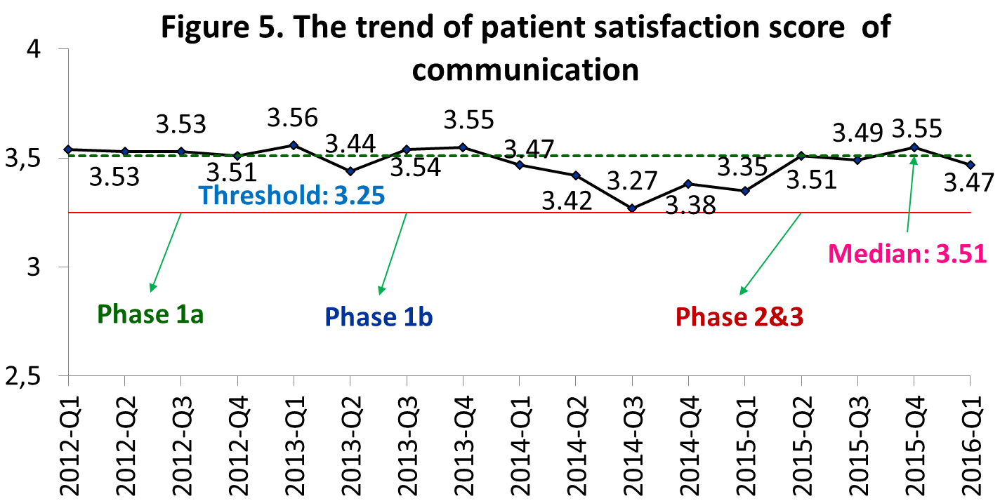 Figure 5. The trend of patient satisfaction score of
communication
4
3,5
3
2,5
3.53
3.53
3.51
3.56
3.44
3.54
3.55
3.47
3.42
3.27
3.38
3.35
3.51
3.49
3.55
3.47
Threshold: 3.25
Median: 3.51
Phase 1a
Phase 1b
Phase 2&3
2012-Q1
2012-Q2
2012-Q3
2012-Q4
2013-Q1
2013-Q2
2013-Q3
2013-Q4
2014-Q1
2014-Q2
2014-Q3
2014-Q4
2015-Q1
2015-Q2
2015-Q3
2015-Q4
2016-Q1